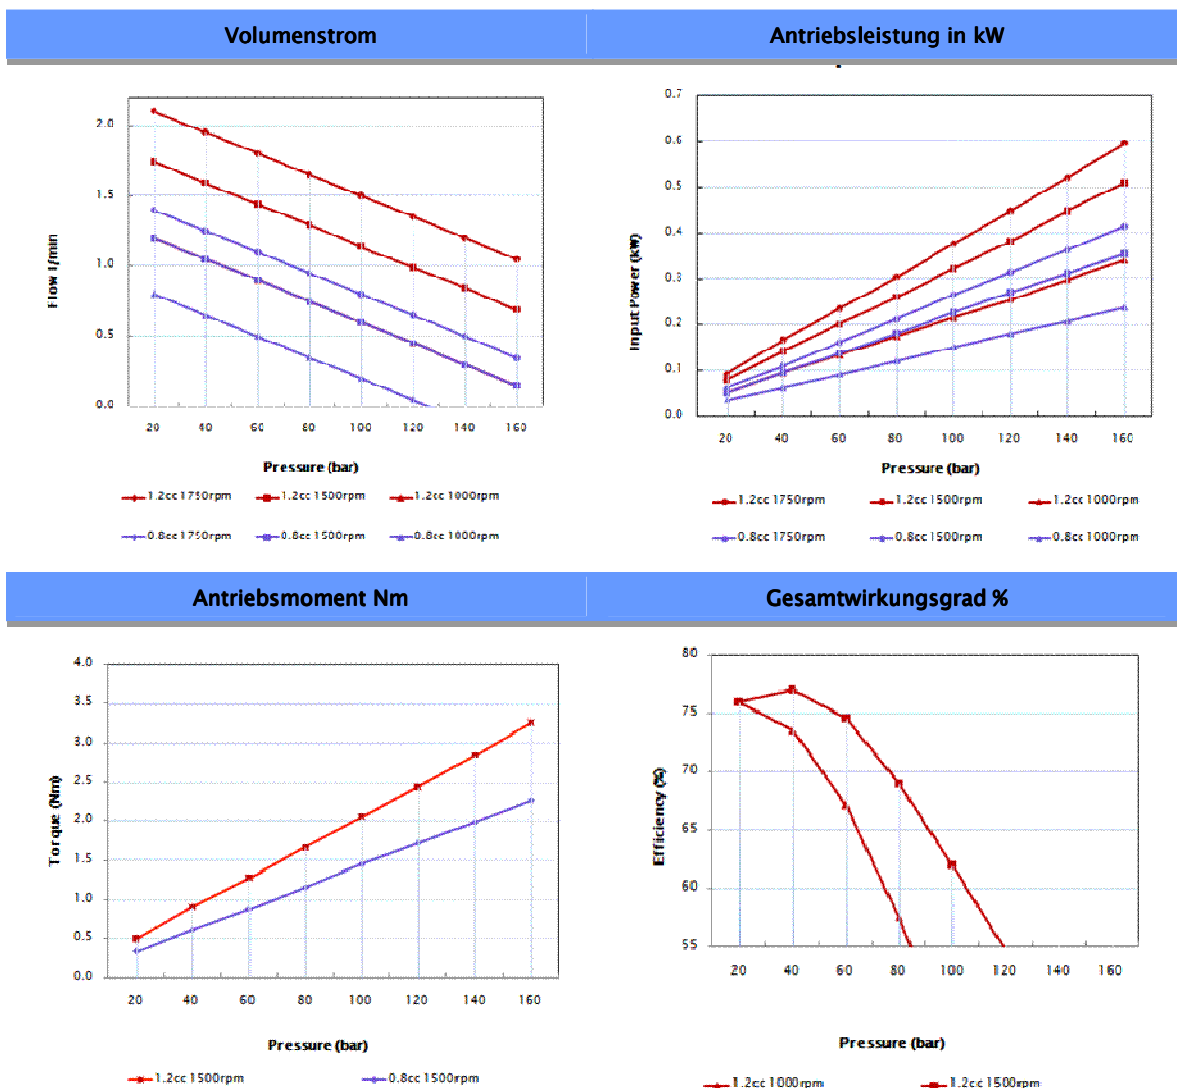 Volumenstrom
Antriebsleistung in kW
2.0
1.5
1.0
0.5
0.0
Flow l/min
20 40 60 80 100 120 140 160
Pressure (bar)
1.2cc 1750rpm 1.2cc 1500rpm 1.2cc 1000rpm
0.8cc 1750rpm 0.8cc 1500rpm 0.8cc 1000rpm
0.7
0.6
0.5
0.4
0.3
0.2
0.1
0.0
Input Power (kW)
20 40 60 80 100 120 140 160
Pressure (bar)
1.2cc 1750rpm 1.2cc 1500rpm 1.2cc 1000rpm
0.8cc 1750rpm 0.8cc 1500rpm 0.8cc 1000rpm
Antriebsmoment Nm
Gesamtwirkungsgrad %
4.0
3.5
3.0
2.5
2.0
1.5
1.0
0.5
0.0
Torque (Nm)
20 40 60 80 100 120 140 160
Pressure (bar)
1.2cc 1500rpm 0.8cc 1500rpm
80
75
70
65
60
55
Efficiency (%)
20 40 60 80 100 120 140 160
Pressure (bar)
1.2cc 1000rpm 1.2cc 1500rpm